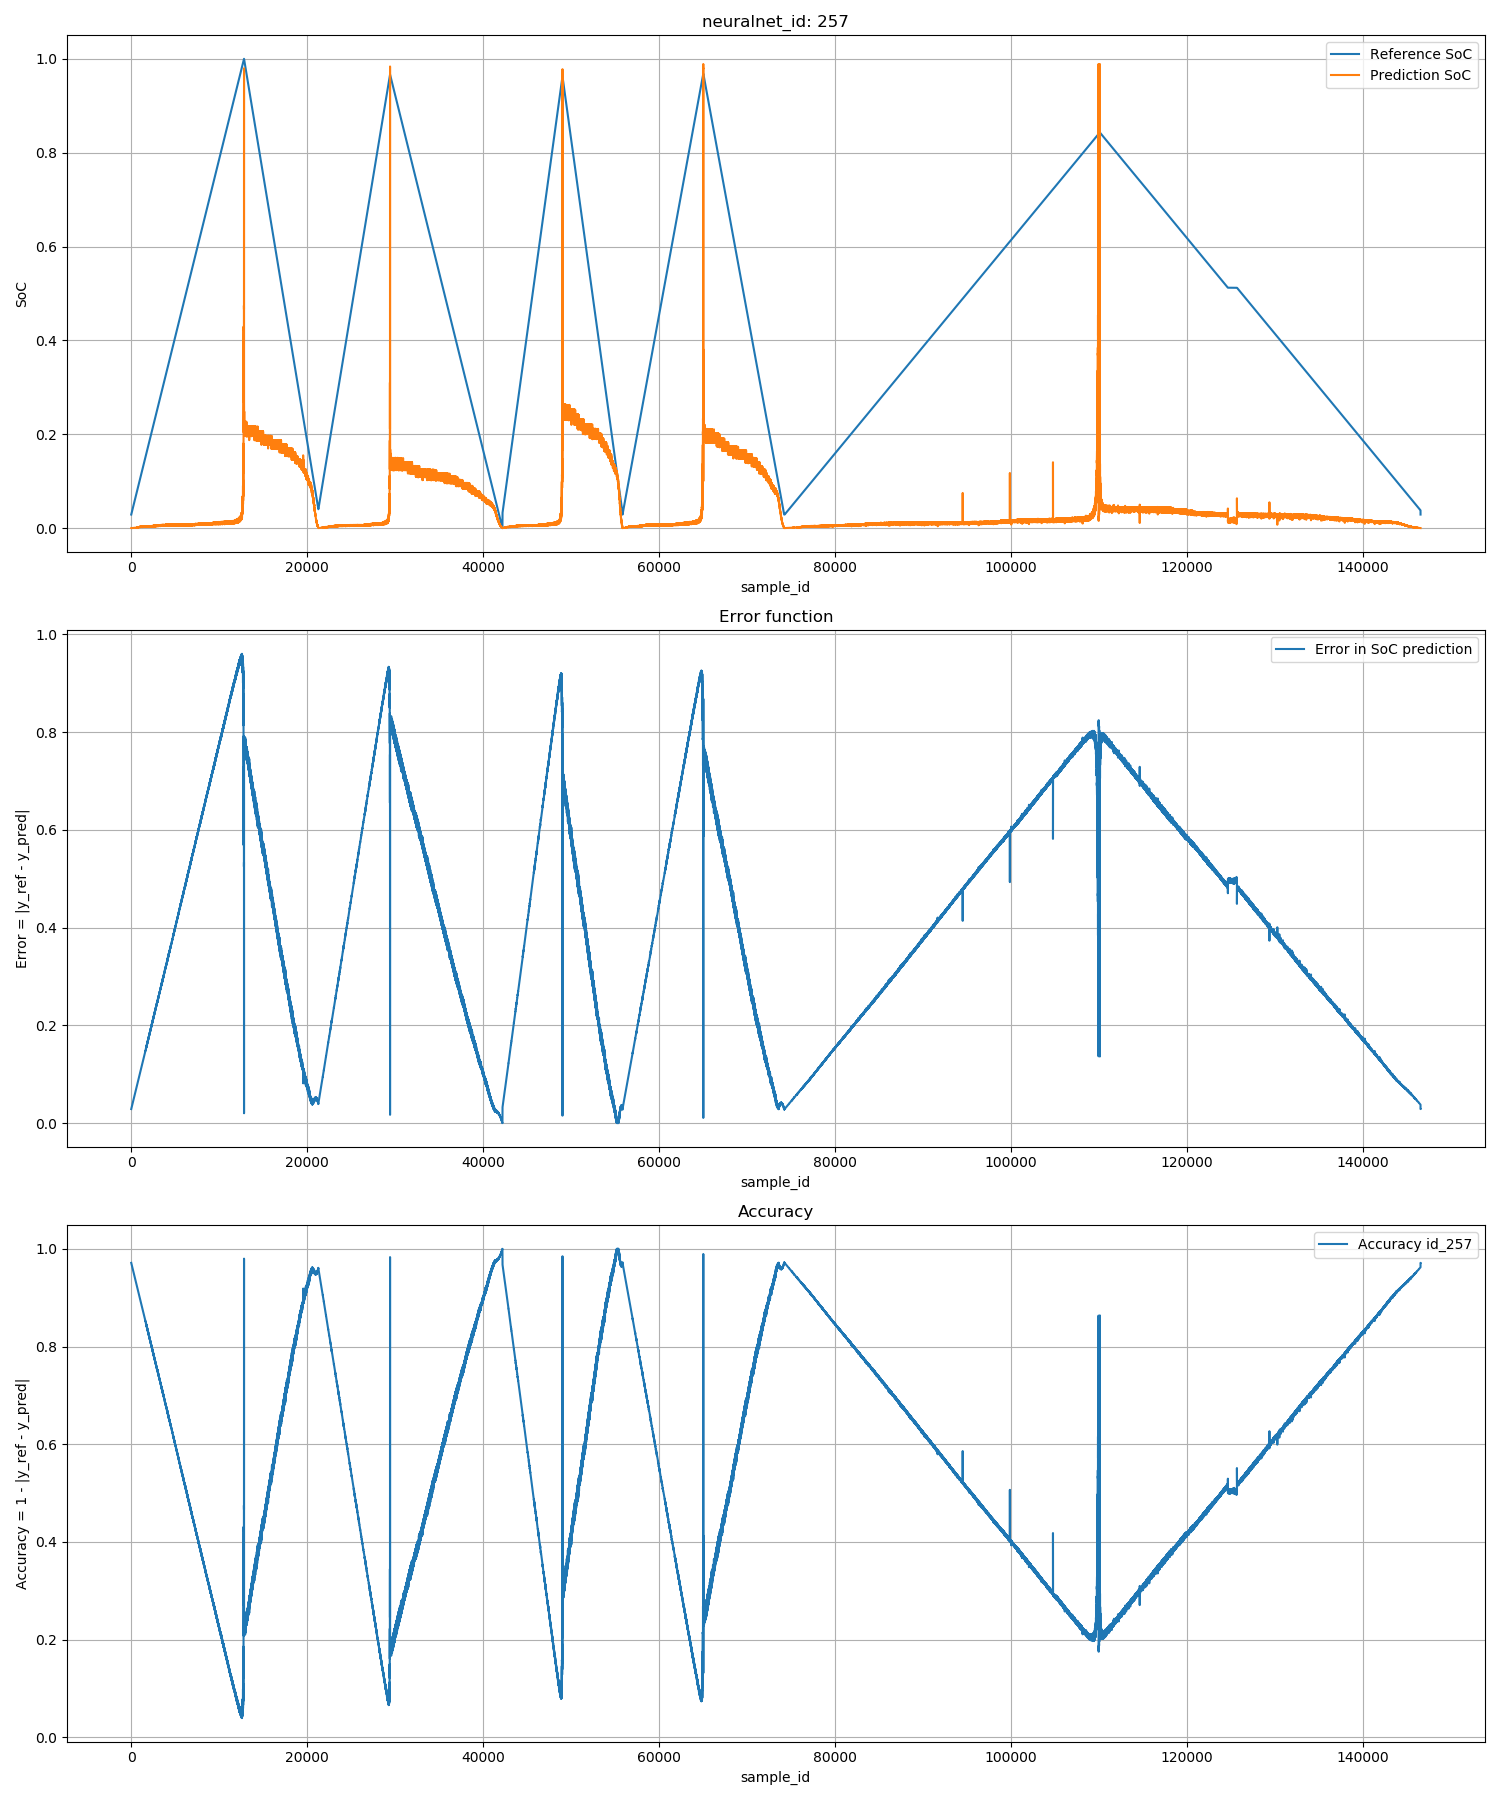 neuralnet_id: 257
Reference SoC
Prediction SoC
SoC
1.0
0.8
0.6
0.4
0.2
0.0
0 20000 40000 60000 80000 100000 120000 140000
sample_id
Error function
Error in SoC prediction
Error = |y_ref - y_pred|
1.0
0.8
0.6
0.4
0.2
0.0
0 20000 40000 60000 80000 100000 120000 140000
sample_id
Accuracy
Accuracy id_257
Accuracy = 1 - |y_ref - y_pred|
1.0
0.8
0.6
0.4
0.2
0.0
0 20000 40000 60000 80000 100000 120000 140000
sample_id